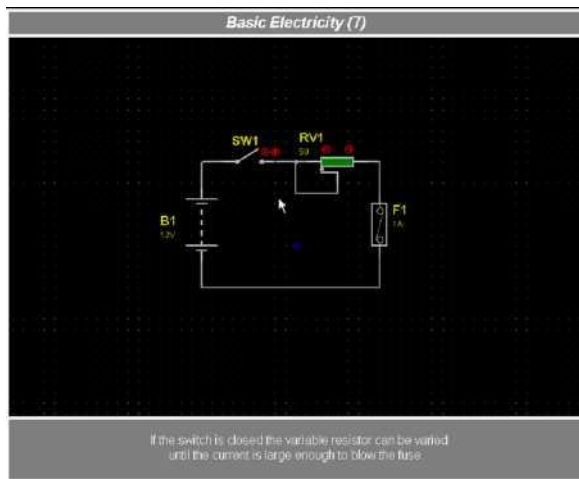 Basic Electricity (7)
SW1
RV1
50
B1
12V
F1
1A
If the switch is closed the variable resistor can be varied
until the current is large enough to blow the fuse